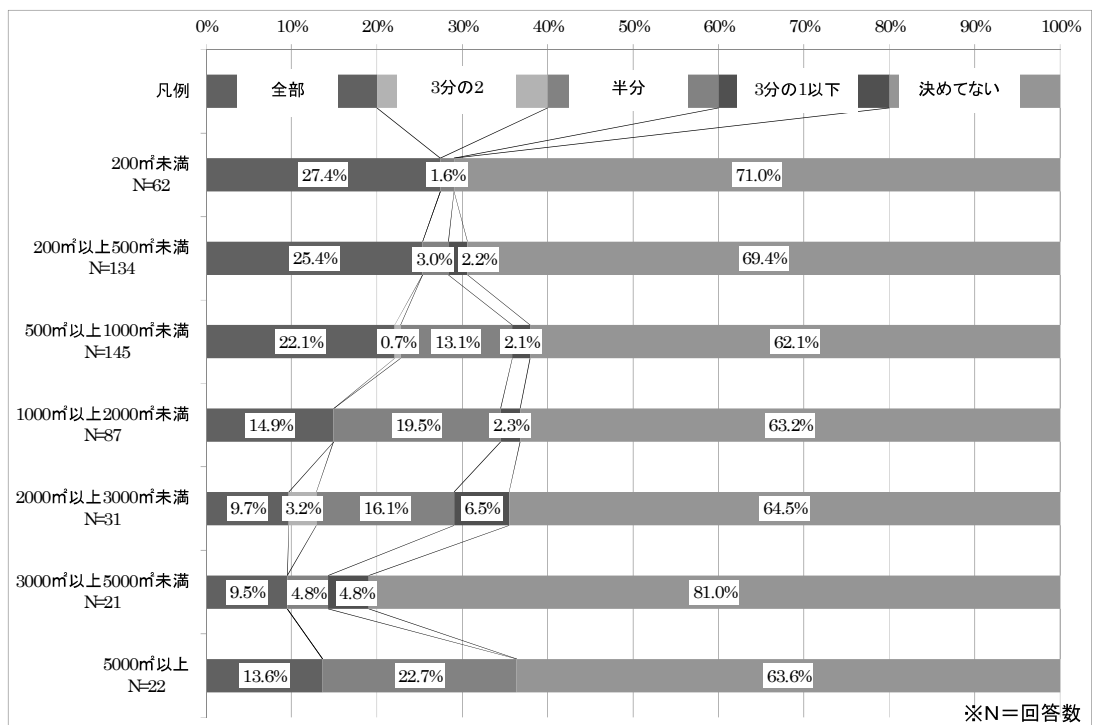 0% 10% 20% 30% 40% 50% 60% 70% 80% 90% 100%
凡例 全部 3分の2 半分 3分の1以下 決めてない
200㎡未満
N=62
27.4% 1.6% 71.0%
200㎡以上500㎡未満
N=134
25.4% 3.0% 2.2% 69.4%
500㎡以上1000㎡未満
N=145
22.1% 0.7% 13.1% 2.1% 62.1%
1000㎡以上2000㎡未満
N=87
14.9% 19.5% 2.3% 63.2%
2000㎡以上3000㎡未満
N=31
9.7% 3.2% 16.1% 6.5% 64.5%
3000㎡以上5000㎡未満
N=21
9.5% 4.8% 4.8% 81.0%
5000㎡以上
N=22
13.6% 22.7% 63.6%
※N＝回答数